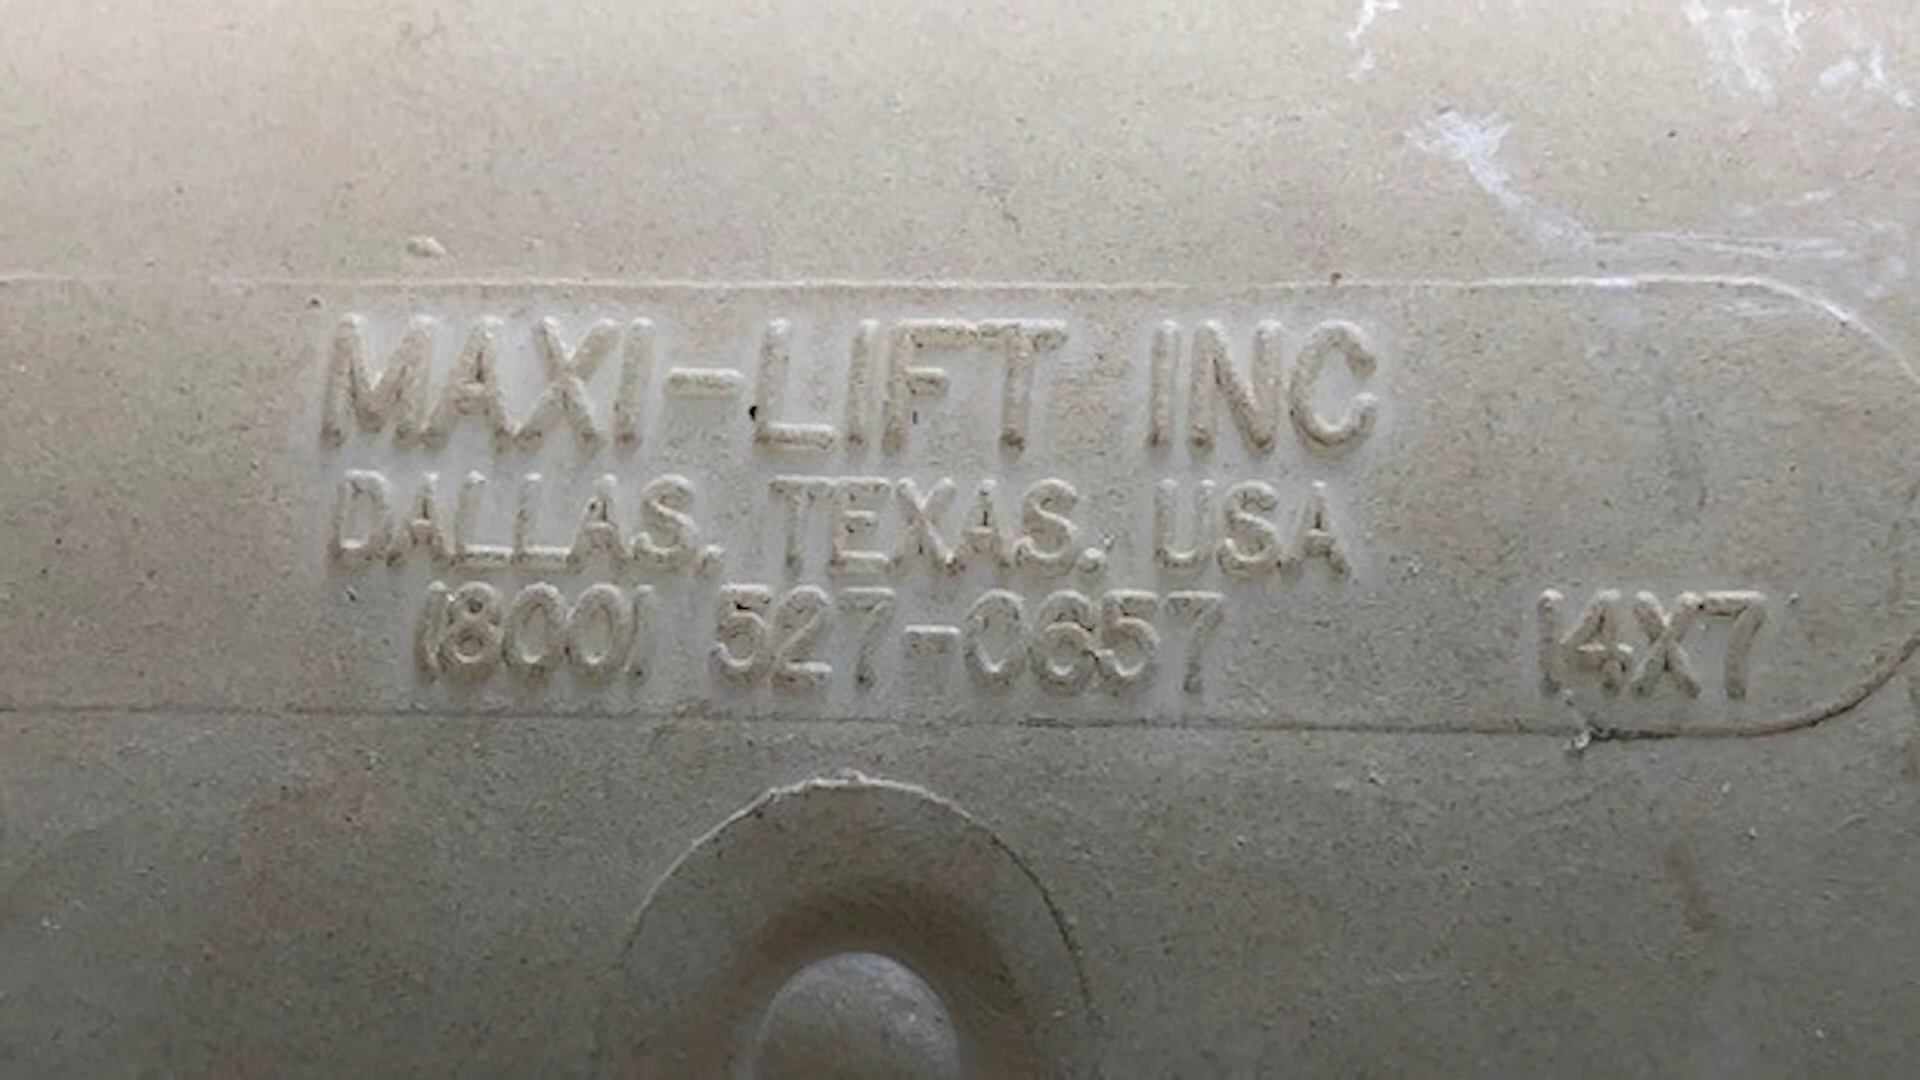 MAXI-LIFT INC
DALLAS, TEXAS, USA
(800) 527-0657
14X7